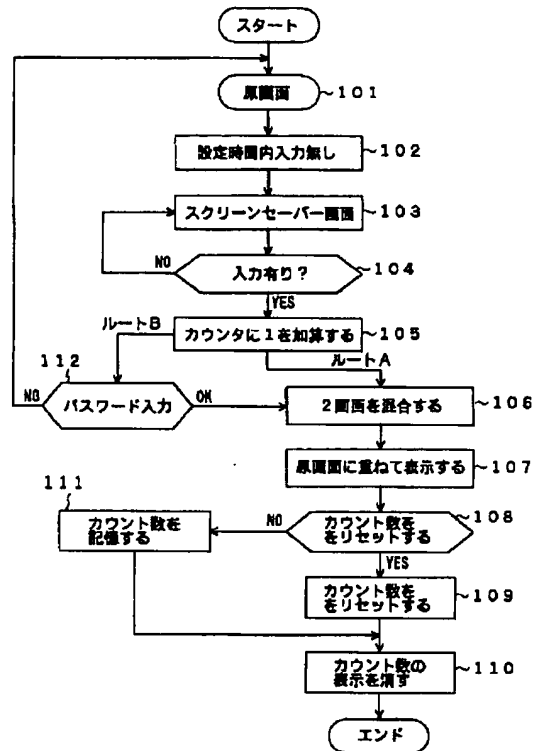 スタート
原画面 ~101
設定時間内入力無し ~102
スクリーンセーバー画面 ~103
NO
入力有り? ~104
YES
ルートB
カウンタに1を加算する ~105
ルートA
112
NO
パスワード入力
OK
2画面を混合する ~106
原画面に重ねて表示する ~107
111
カウント数を
記憶する
NO
カウント数を
をリセットする
~108
YES
カウント数を
をリセットする
~109
カウント数の
表示を消す
~110
エンド